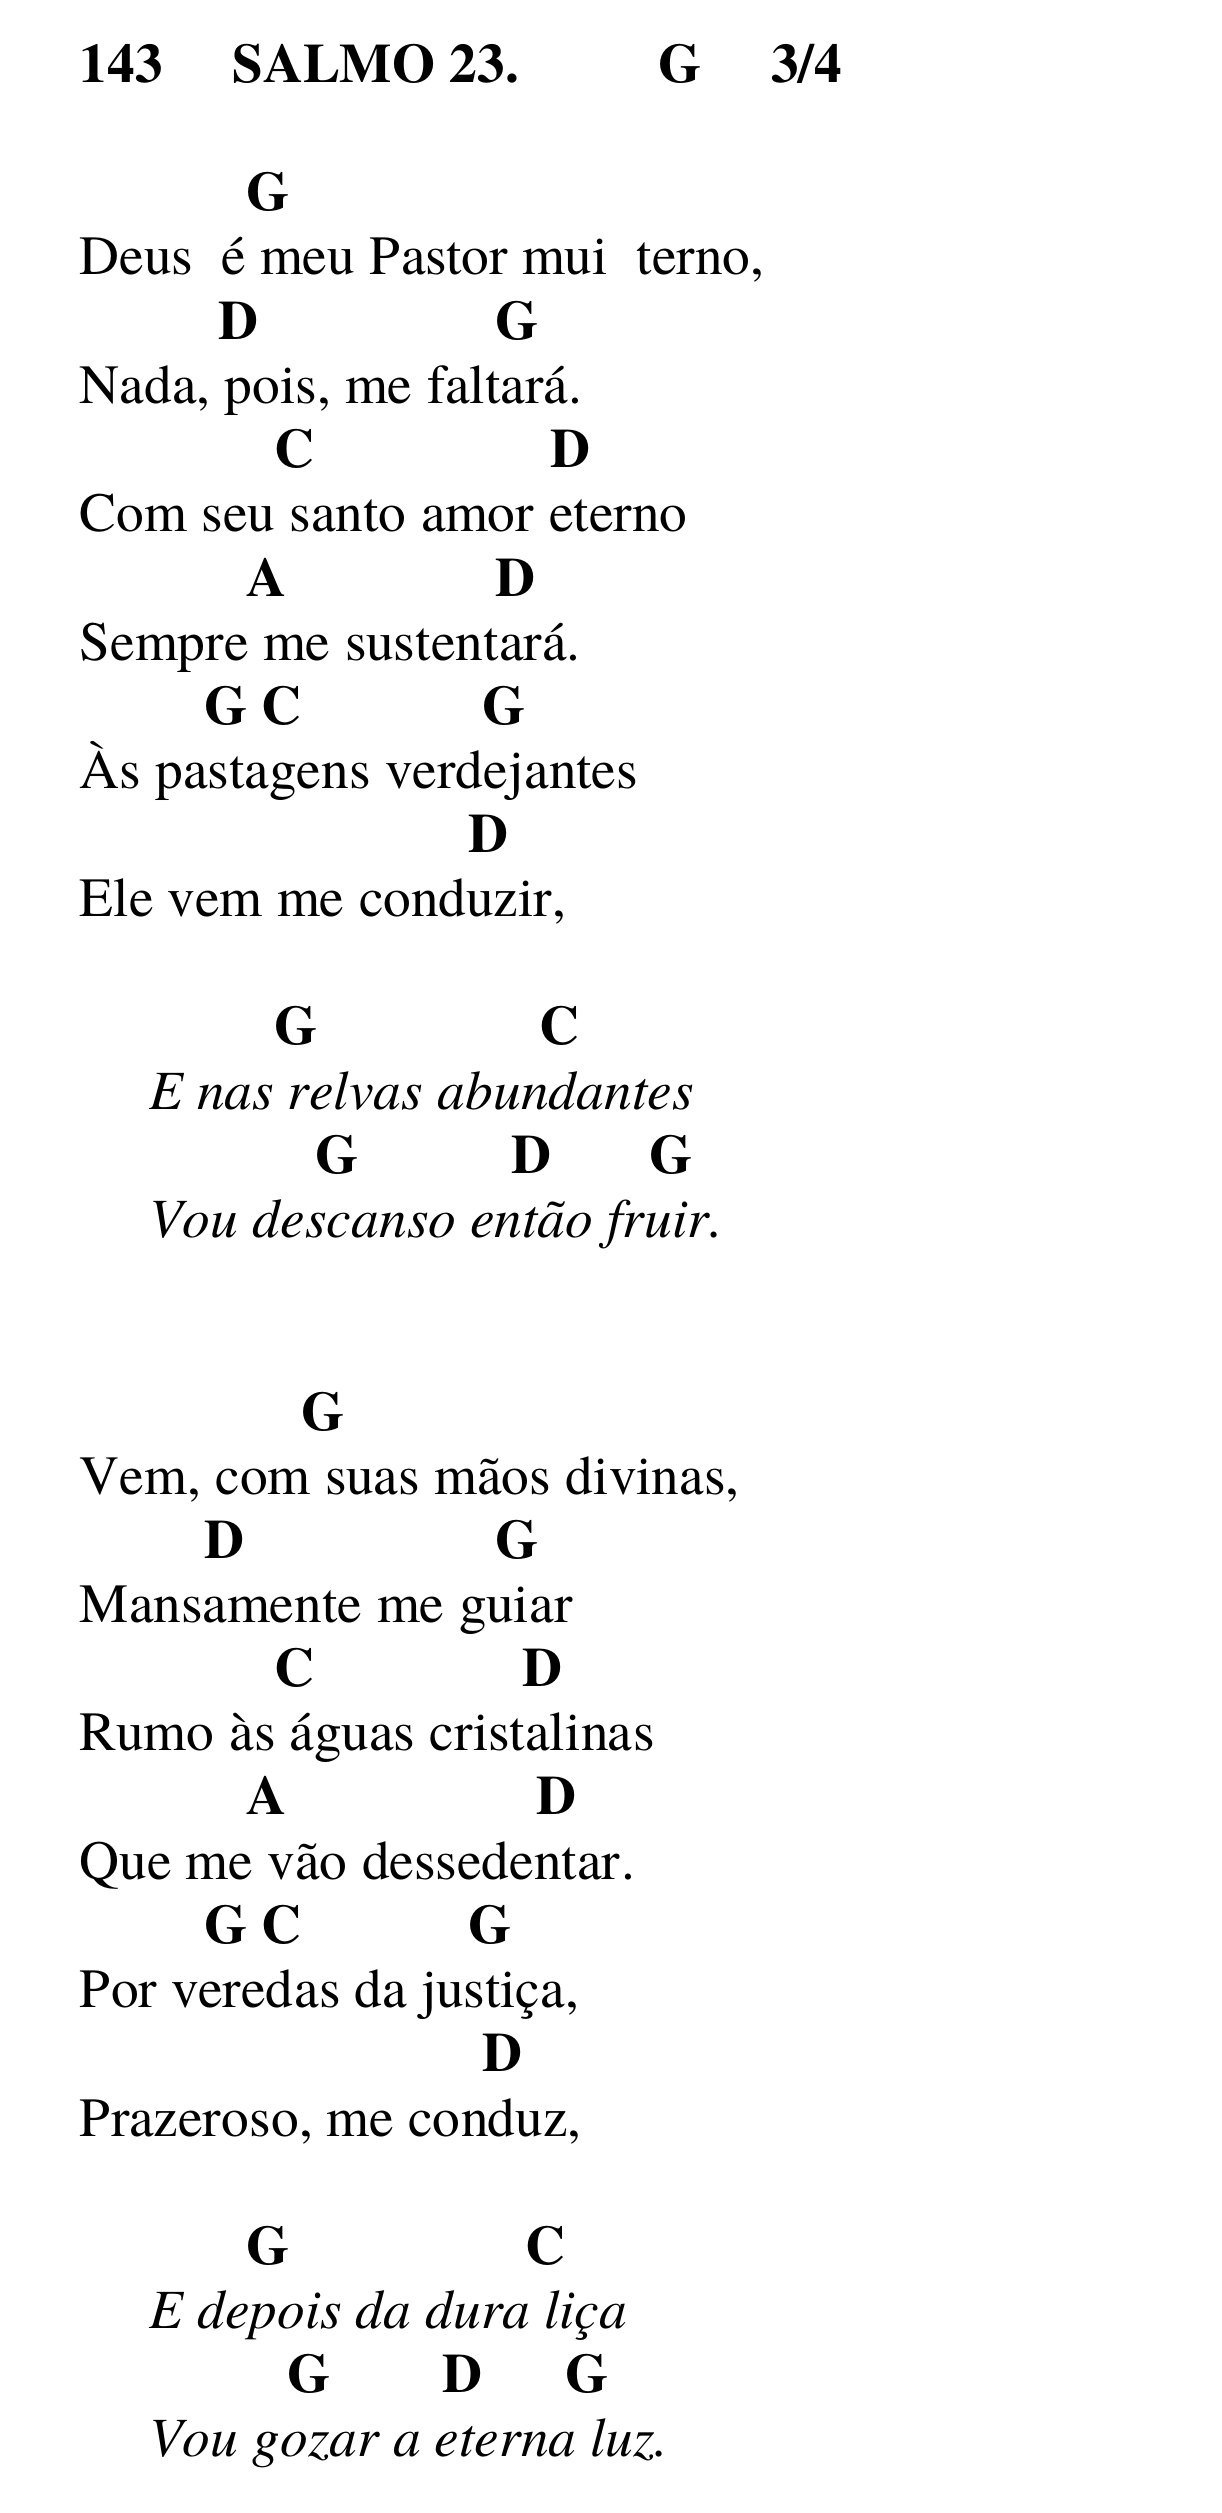 143 SALMO 23. G 3/4
G
Deus é meu Pastor mui terno,
D G
Nada, pois, me faltará.
C D
Com seu santo amor eterno
A D
Sempre me sustentará.
G C G
Às pastagens verdejantes
D
Ele vem me conduzir,
G C
E nas relvas abundantes
G D G
Vou descanso então fruir.
G
Vem, com suas mãos divinas,
D G
Mansamente me guiar
C D
Rumo às águas cristalinas
A D
Que me vão dessedentar.
G C G
Por veredas da justiça,
D
Prazeroso, me conduz,
G C
E depois da dura liça
G D G
Vou gozar a eterna luz.